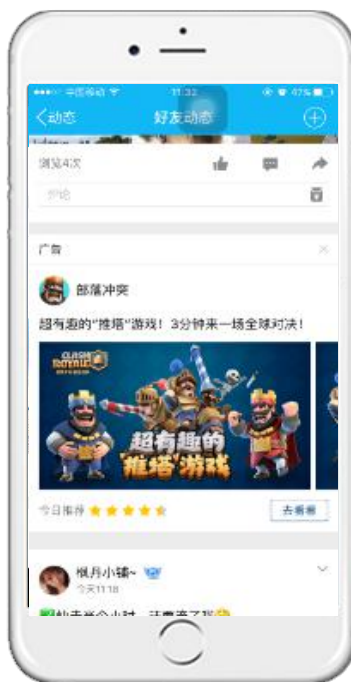 中国移动 11:32 47%
动态 好友动态
浏览4次
评论
广告
部落冲突
超有趣的"推塔"游戏! 3分钟来一场全球对决!
CLASH
ROYALE
超有趣的
"推塔"游戏
今日推荐 去看看
枫丹小镇~
今天11:18